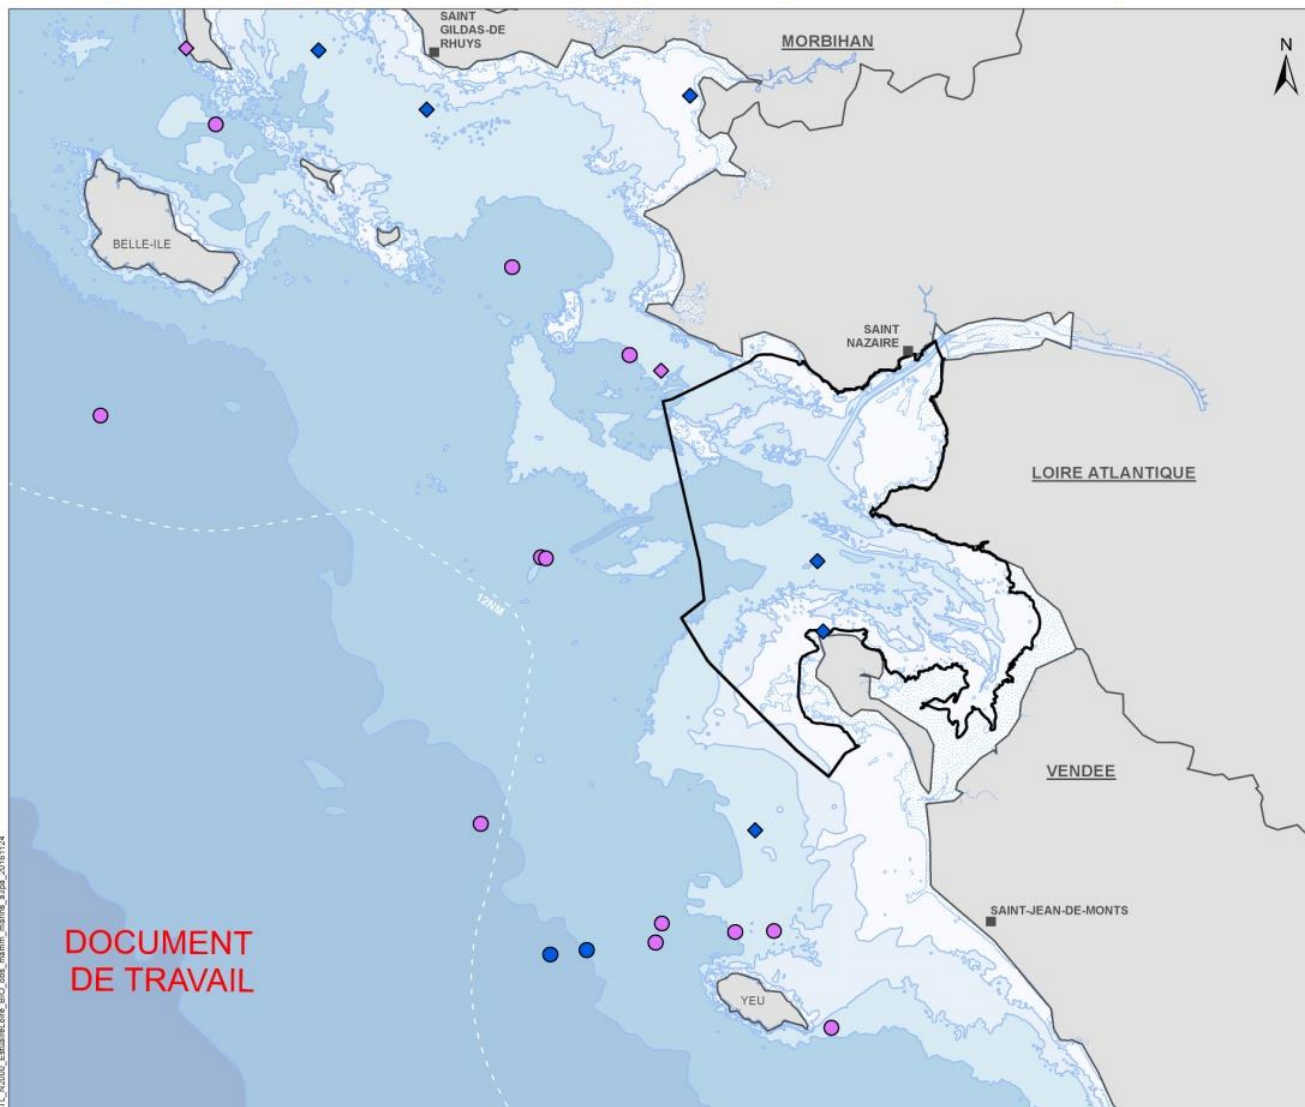 SAINT
GILDAS-DE
RHUYS
MORBIHAN
N
BELLE-ILE
SAINT
NAZAIRE
LOIRE ATLANTIQUE
12NM
VENDEE
SAINT-JEAN-DE-MONTS
DOCUMENT
DE TRAVAIL
YEU